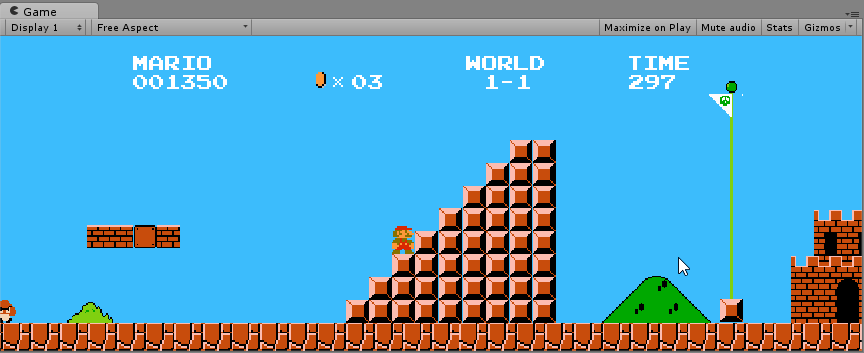 Game
Display 1 Free Aspect Maximize on Play Mute audio Stats Gizmos
MARIO WORLD TIME
001350 × 03 1-1 297